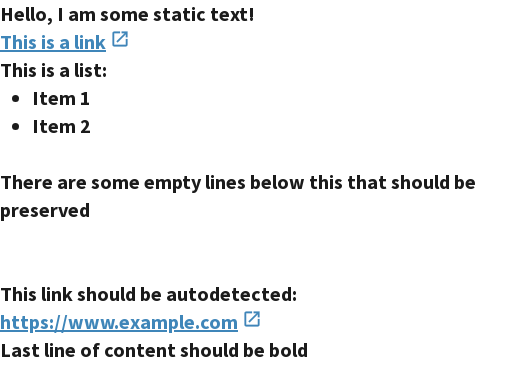 Hello, I am some static text!
This is a link
This is a list:
• Item 1
• Item 2
There are some empty lines below this that should be
preserved
This link should be autodetected:
https://www.example.com
Last line of content should be bold